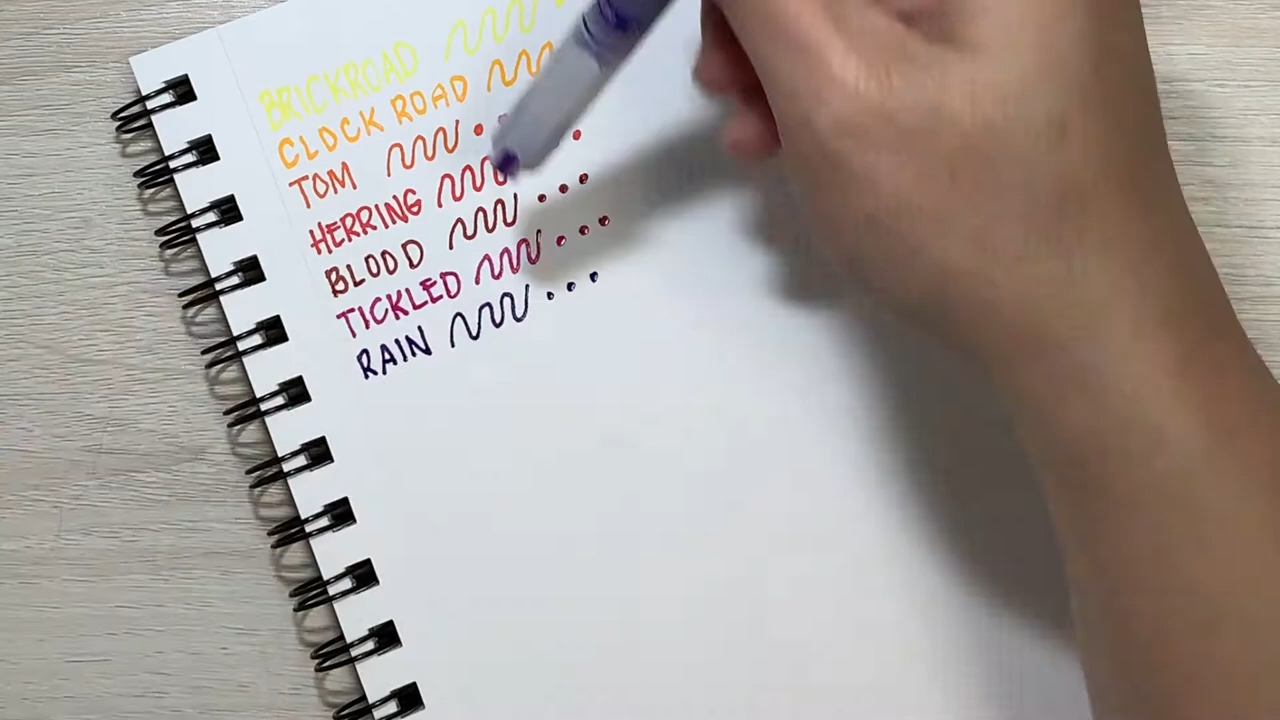 BRICKROAD
CLOCK ROAD
TOM
HERRING
BLOOD
TICKLED
RAIN